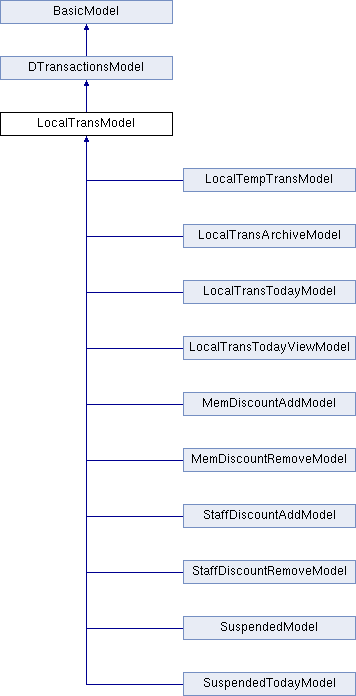 BasicModel
DTransactionsModel
LocalTransModel
LocalTempTransModel
LocalTransArchiveModel
LocalTransTodayModel
LocalTransTodayViewModel
MemDiscountAddModel
MemDiscountRemoveModel
StaffDiscountAddModel
StaffDiscountRemoveModel
SuspendedModel
SuspendedTodayModel